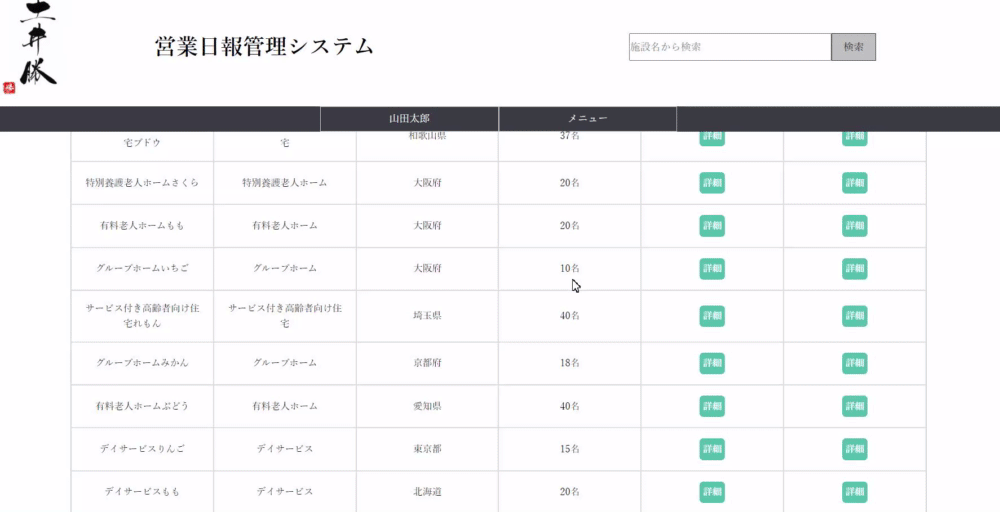 土井勝
営業日報管理システム
施設名から検索 検索
山田太郎 メニュー
宅ブドウ 宅 和歌山県 37名 詳細 詳細
特別養護老人ホームさくら 特別養護老人ホーム 大阪府 20名 詳細 詳細
有料老人ホームもも 有料老人ホーム 大阪府 20名 詳細 詳細
グループホームいちご グループホーム 大阪府 10名 詳細 詳細
サービス付き高齢者向け住 サービス付き高齢者向け住
宅れもん 宅 埼玉県 40名 詳細 詳細
グループホームみかん グループホーム 京都府 18名 詳細 詳細
有料老人ホームぶどう 有料老人ホーム 愛知県 40名 詳細 詳細
デイサービスりんご デイサービス 東京都 15名 詳細 詳細
デイサービスもも デイサービス 北海道 20名 詳細 詳細